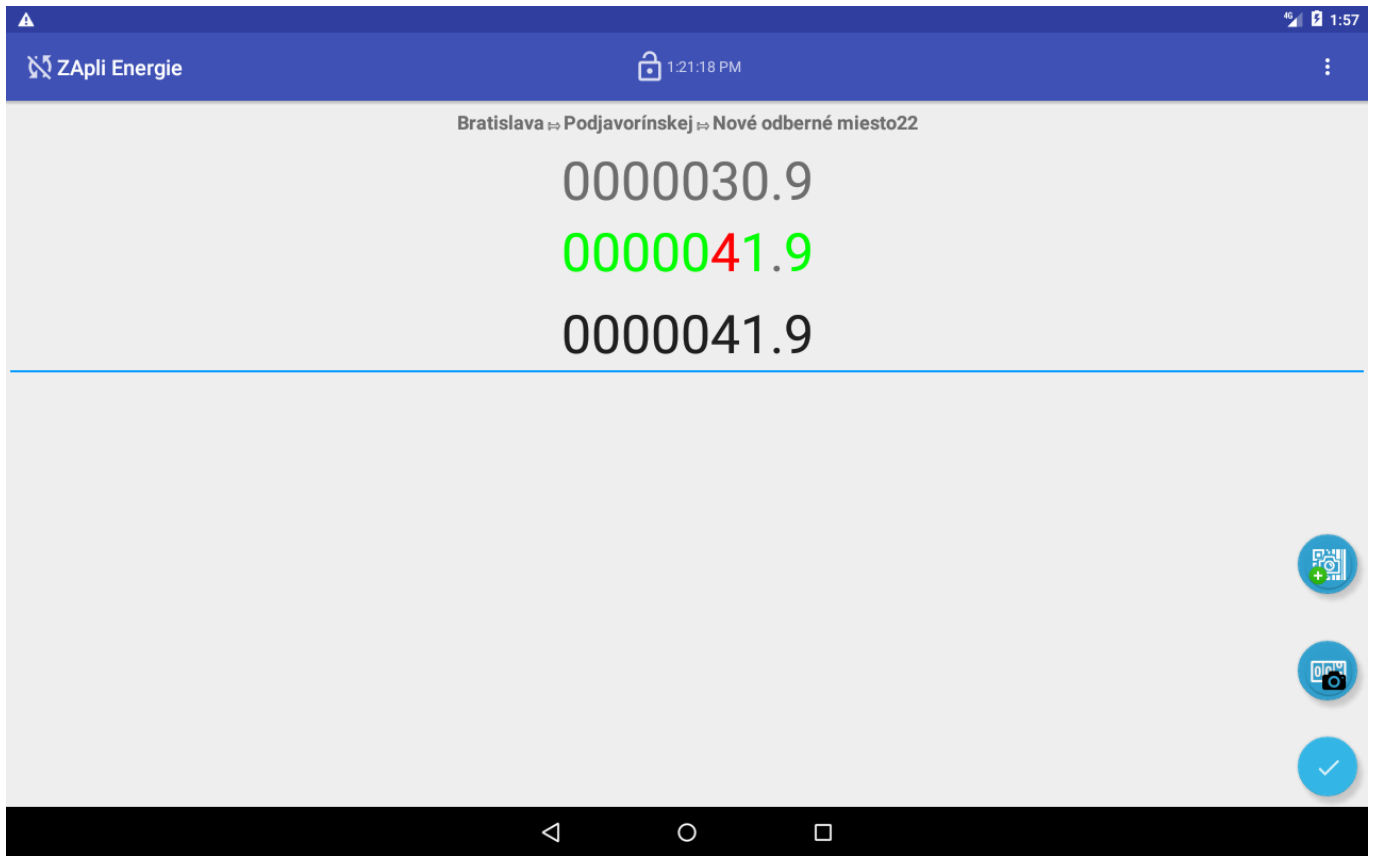 4G 1:57
ZApli Energie 1:21:18 PM
Bratislava ⇔ Podjavorínskej ⇔ Nové odberné miesto22
0000030.9
0000041.9
0000041.9